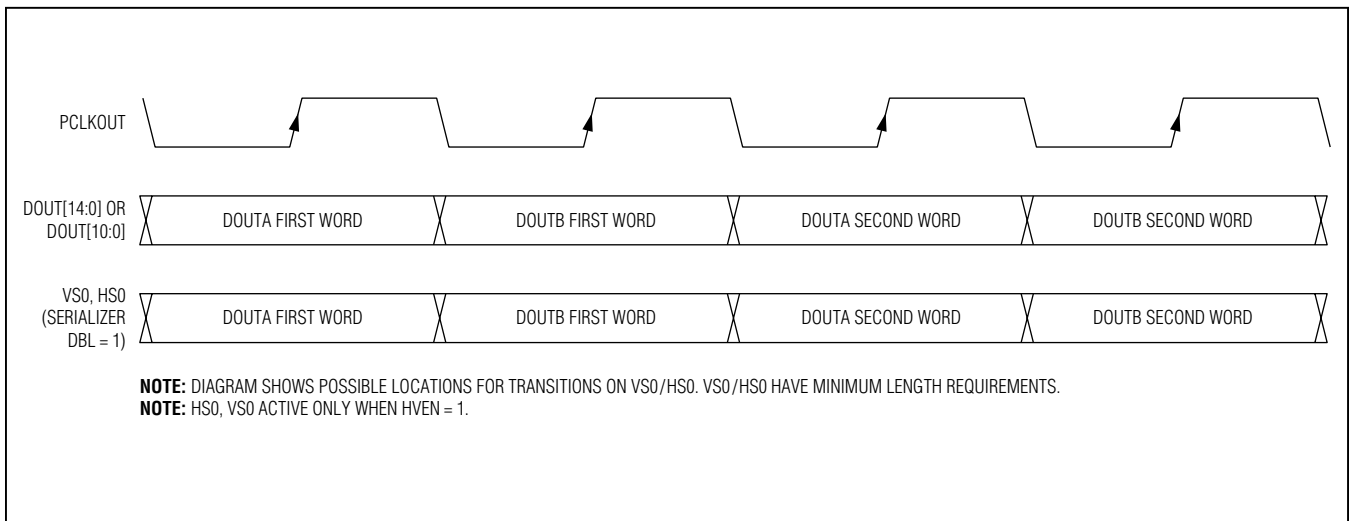 PCLKOUT
DOUT[14:0] OR
DOUT[10:0]
DOUTA FIRST WORD
DOUTB FIRST WORD
DOUTA SECOND WORD
DOUTB SECOND WORD
VS0, HS0
(SERIALIZER
DBL = 1)
DOUTA FIRST WORD
DOUTB FIRST WORD
DOUTA SECOND WORD
DOUTB SECOND WORD
NOTE: DIAGRAM SHOWS POSSIBLE LOCATIONS FOR TRANSITIONS ON VS0/HS0. VS0/HS0 HAVE MINIMUM LENGTH REQUIREMENTS.
NOTE: HS0, VS0 ACTIVE ONLY WHEN HVEN = 1.